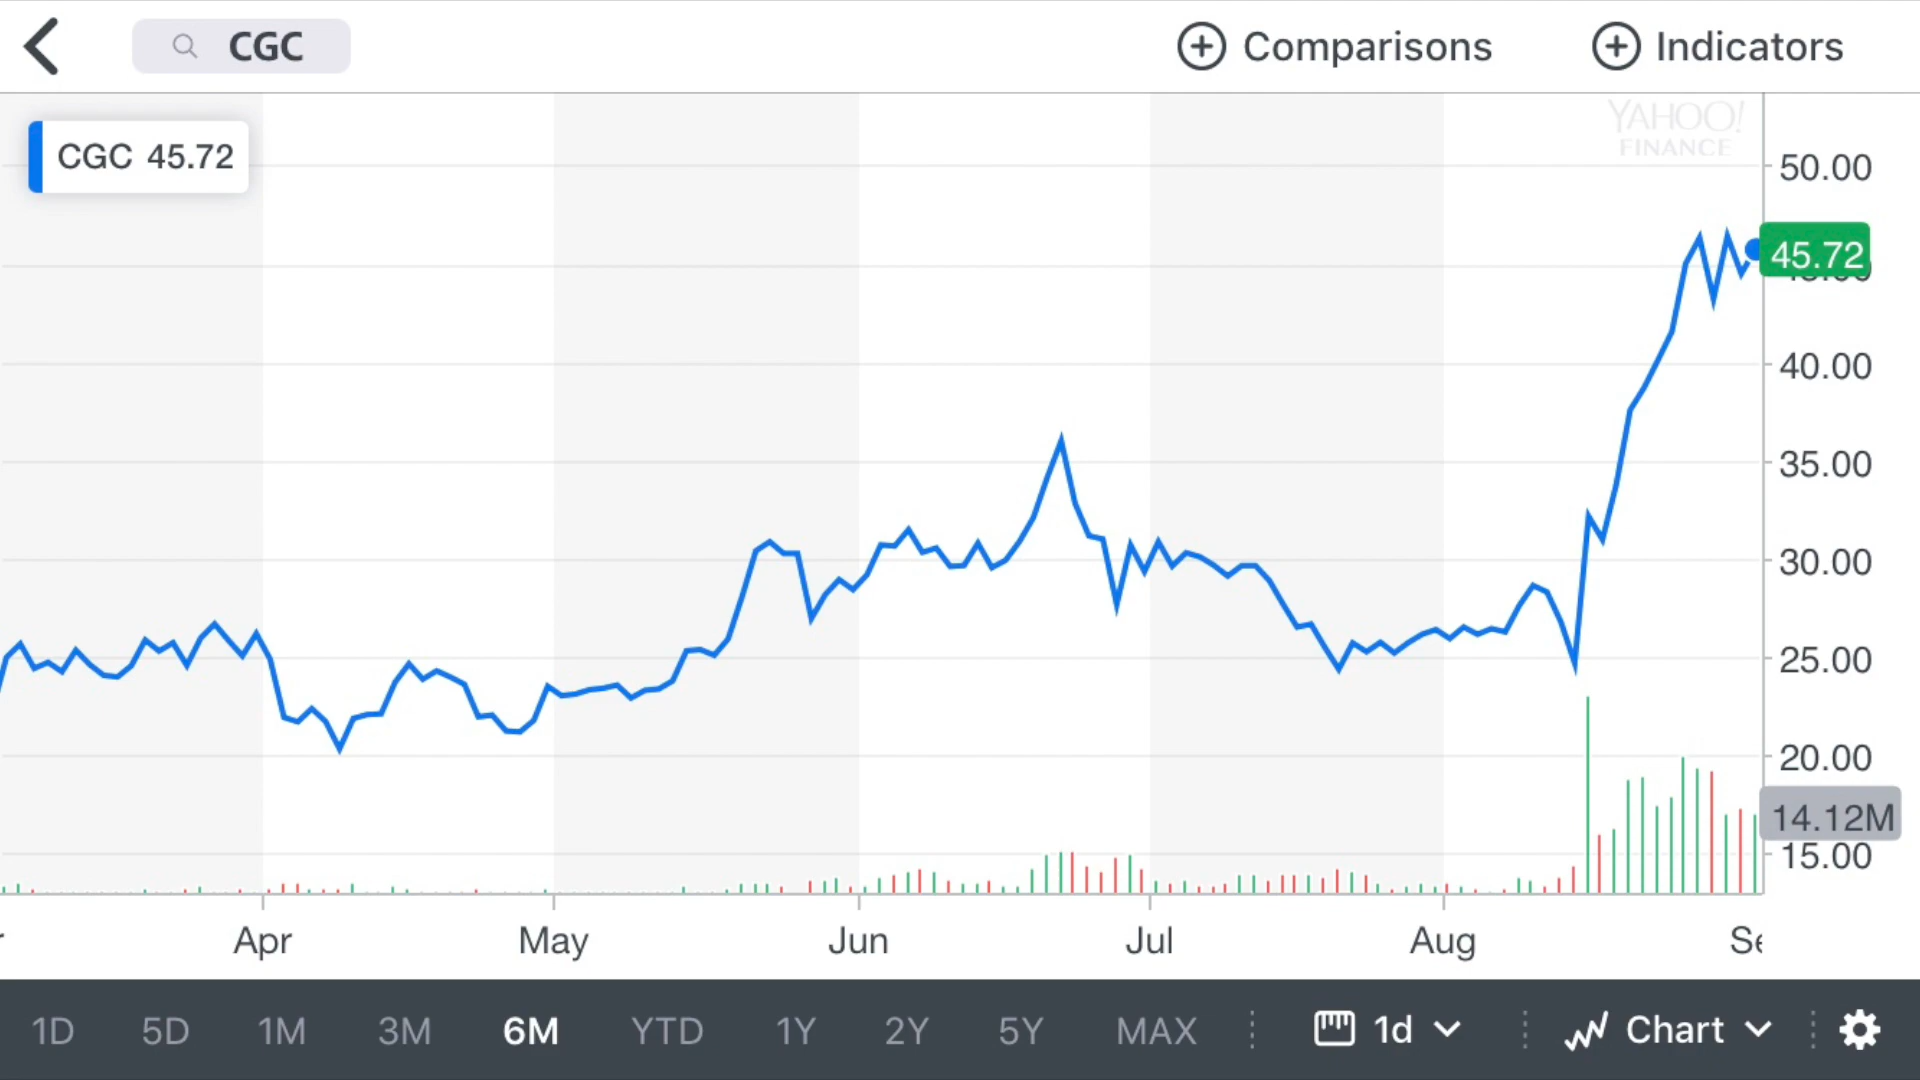 CGC
Comparisons
Indicators
CGC 45.72
YAHOO!
FINANCE
50.00
45.72
40.00
35.00
30.00
25.00
20.00
14.12M
15.00
Apr
May
Jun
Jul
Aug
1D
5D
1M
3M
6M
YTD
1Y
2Y
5Y
MAX
1d
Chart